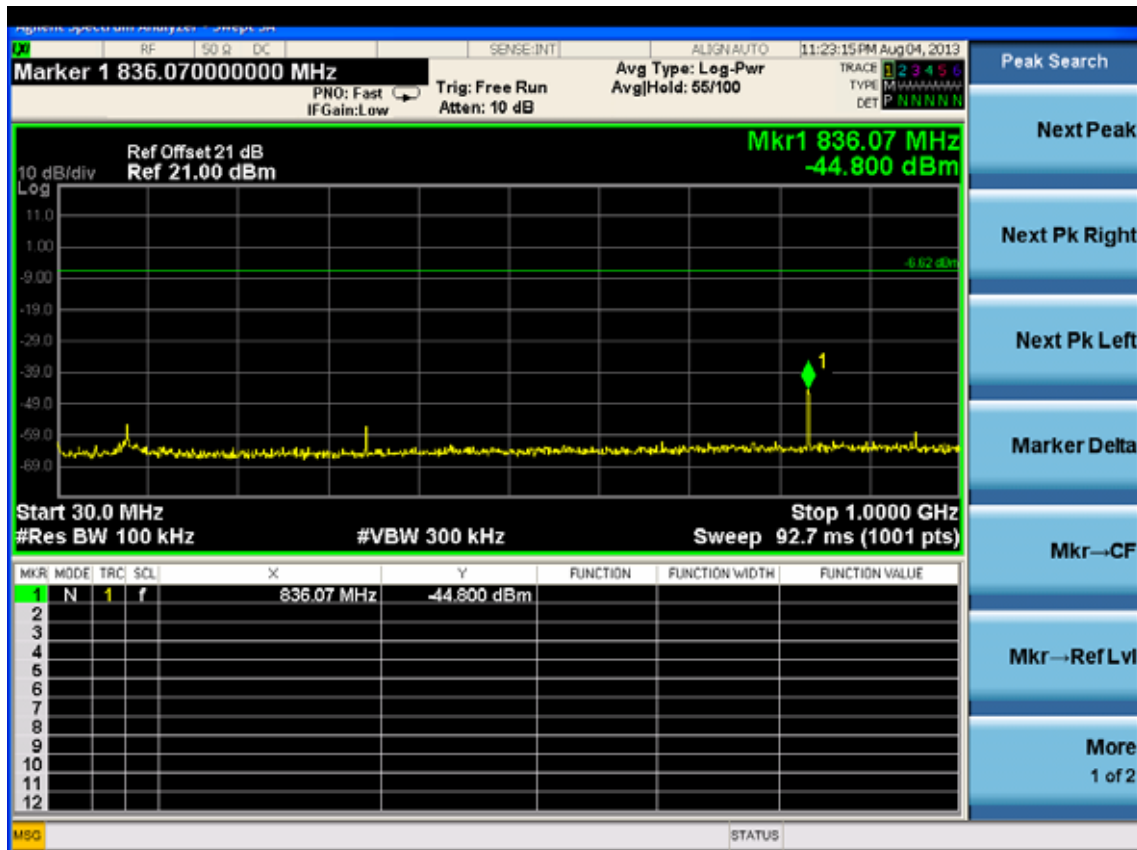 Agilent Spectrum Analyzer - Swept SA
RF 50 Ω DC SENSE:INT ALIGN AUTO 11:23:15 PM Aug 04, 2013
Marker 1 836.070000000 MHz
PNO: Fast
IFGain:Low
Trig: Free Run
Atten: 10 dB
Avg Type: Log-Pwr
Avg|Hold: 55/100
TRACE 1 2 3 4 5 6
TYPE M
DET P N N N N N
Mkr1 836.07 MHz
-44.800 dBm
Ref Offset 21 dB
10 dB/div Ref 21.00 dBm
Log
11.0
1.00
-6.62 dBm
-9.00
-19.0
-29.0
-39.0
1
-49.0
-59.0
-69.0
Start 30.0 MHz Stop 1.0000 GHz
#Res BW 100 kHz #VBW 300 kHz Sweep 92.7 ms (1001 pts)
MKR MODE TRC SCL X Y FUNCTION FUNCTION WIDTH FUNCTION VALUE
1 N 1 f 836.07 MHz -44.800 dBm
2
3
4
5
6
7
8
9
10
11
12
MSG STATUS
Peak Search
Next Peak
Next Pk Right
Next Pk Left
Marker Delta
Mkr→CF
Mkr→Ref Lvl
More
1 of 2